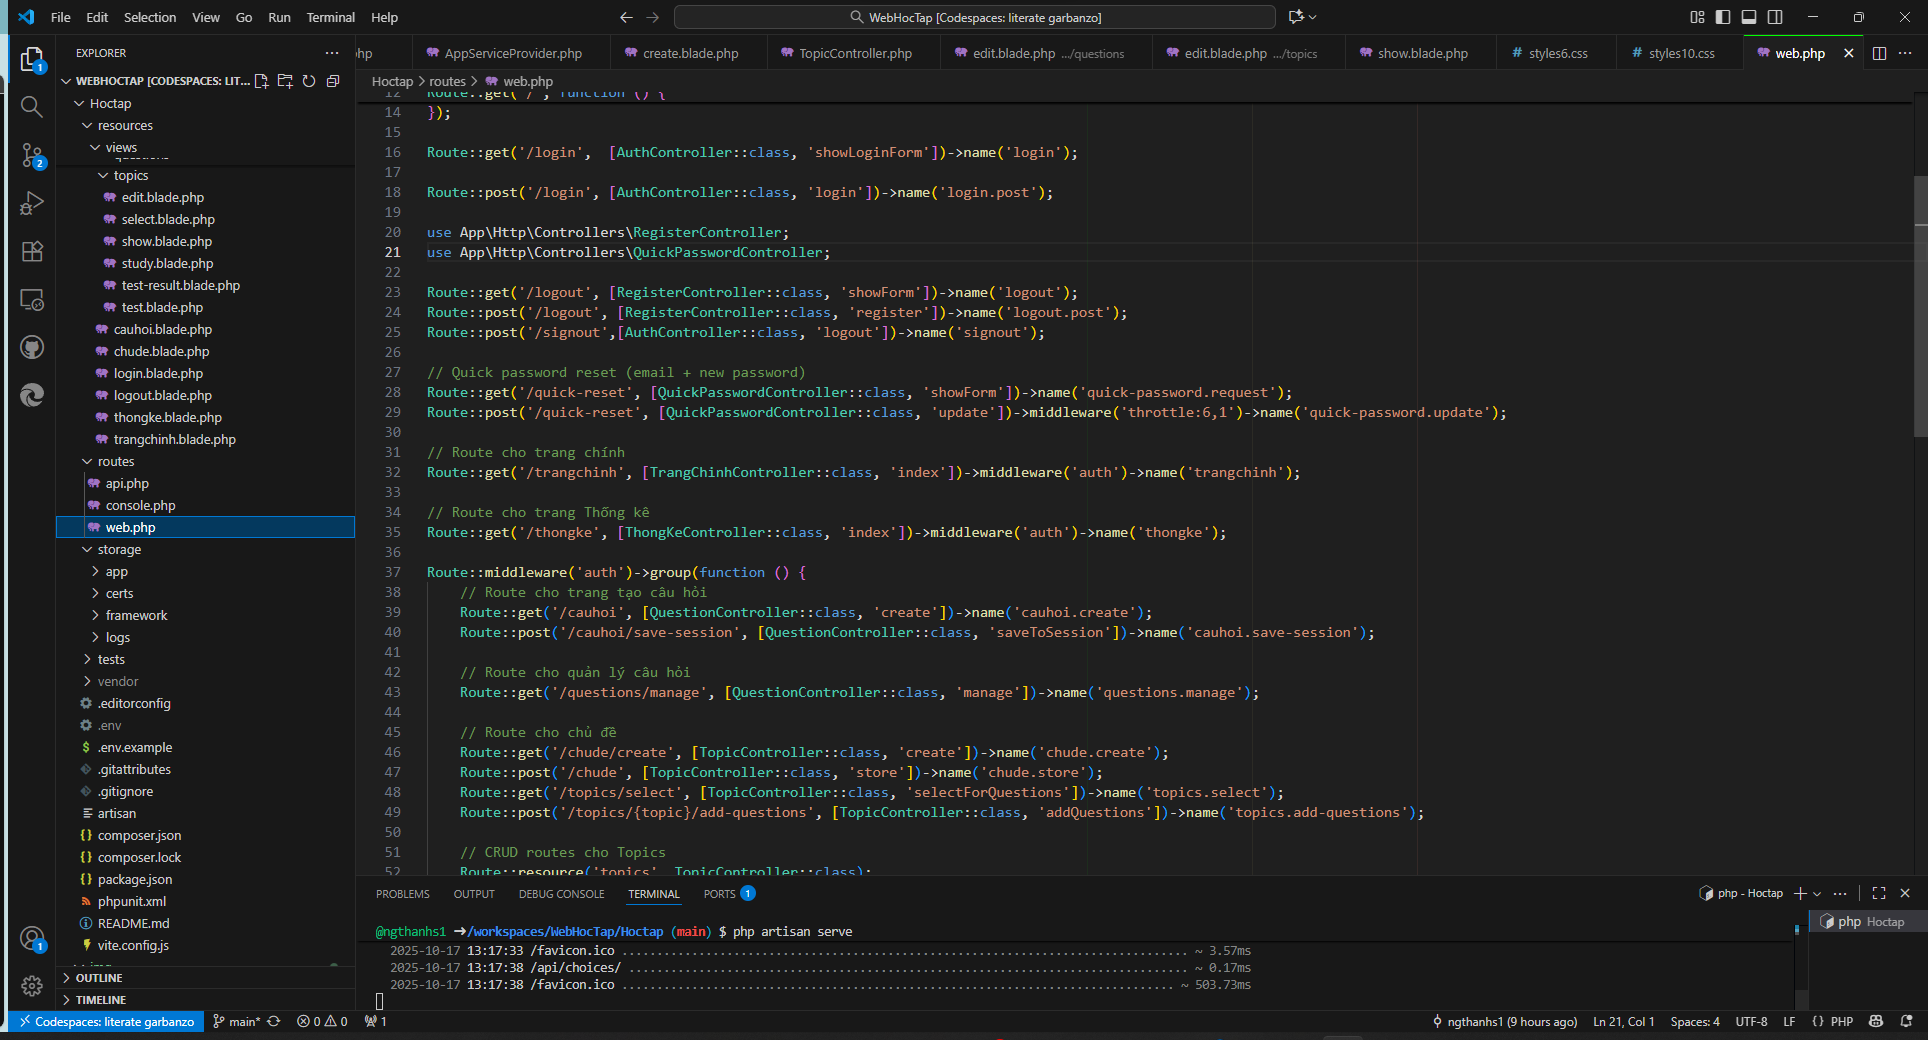 File Edit Selection View Go Run Terminal Help
WebHocTap [Codespaces: literate garbanzo]
EXPLORER
hp
AppServiceProvider.php
create.blade.php
TopicController.php
edit.blade.php .../questions
edit.blade.php .../topics
show.blade.php
# styles6.css
# styles10.css
web.php
WEBHOCTAP [CODESPACES: LIT...
Hoctap
resources
views
questions
topics
edit.blade.php
select.blade.php
show.blade.php
study.blade.php
test-result.blade.php
test.blade.php
cauhoi.blade.php
chude.blade.php
login.blade.php
logout.blade.php
thongke.blade.php
trangchinh.blade.php
routes
api.php
console.php
web.php
storage
app
certs
framework
logs
tests
vendor
.editorconfig
.env
$ .env.example
.gitattributes
.gitignore
artisan
{} composer.json
{} composer.lock
{} package.json
phpunit.xml
README.md
vite.config.js
OUTLINE
TIMELINE
1
2
1
Hoctap > routes > web.php
12 Route::get('/', function () {
14 });
15
16 Route::get('/login',  [AuthController::class, 'showLoginForm'])->name('login');
17
18 Route::post('/login', [AuthController::class, 'login'])->name('login.post');
19
20 use App\Http\Controllers\RegisterController;
21 use App\Http\Controllers\QuickPasswordController;
22
23 Route::get('/logout', [RegisterController::class, 'showForm'])->name('logout');
24 Route::post('/logout', [RegisterController::class, 'register'])->name('logout.post');
25 Route::post('/signout',[AuthController::class, 'logout'])->name('signout');
26
27 // Quick password reset (email + new password)
28 Route::get('/quick-reset', [QuickPasswordController::class, 'showForm'])->name('quick-password.request');
29 Route::post('/quick-reset', [QuickPasswordController::class, 'update'])->middleware('throttle:6,1')->name('quick-password.update');
30
31 // Route cho trang chính
32 Route::get('/trangchinh', [TrangChinhController::class, 'index'])->middleware('auth')->name('trangchinh');
33
34 // Route cho trang Thống kê
35 Route::get('/thongke', [ThongKeController::class, 'index'])->middleware('auth')->name('thongke');
36
37 Route::middleware('auth')->group(function () {
38 // Route cho trang tạo câu hỏi
39 Route::get('/cauhoi', [QuestionController::class, 'create'])->name('cauhoi.create');
40 Route::post('/cauhoi/save-session', [QuestionController::class, 'saveToSession'])->name('cauhoi.save-session');
41
42 // Route cho quản lý câu hỏi
43 Route::get('/questions/manage', [QuestionController::class, 'manage'])->name('questions.manage');
44
45 // Route cho chủ đề
46 Route::get('/chude/create', [TopicController::class, 'create'])->name('chude.create');
47 Route::post('/chude', [TopicController::class, 'store'])->name('chude.store');
48 Route::get('/topics/select', [TopicController::class, 'selectForQuestions'])->name('topics.select');
49 Route::post('/topics/{topic}/add-questions', [TopicController::class, 'addQuestions'])->name('topics.add-questions');
50
51 // CRUD routes cho Topics
52 Route::resource('topics', TopicController::class);
PROBLEMS OUTPUT DEBUG CONSOLE TERMINAL PORTS 1
php - Hoctap
@ngthanhs1 ➜/workspaces/WebHocTap/Hoctap (main) $ php artisan serve
2025-10-17 13:17:33 /favicon.ico ..................................................................... ~ 3.57ms
2025-10-17 13:17:38 /api/choices/ .................................................................... ~ 0.17ms
2025-10-17 13:17:38 /favicon.ico ................................................................... ~ 503.73ms
php Hoctap
Codespaces: literate garbanzo
main*
0 0
1
ngthanhs1 (9 hours ago)
Ln 21, Col 1
Spaces: 4
UTF-8
LF
{} PHP